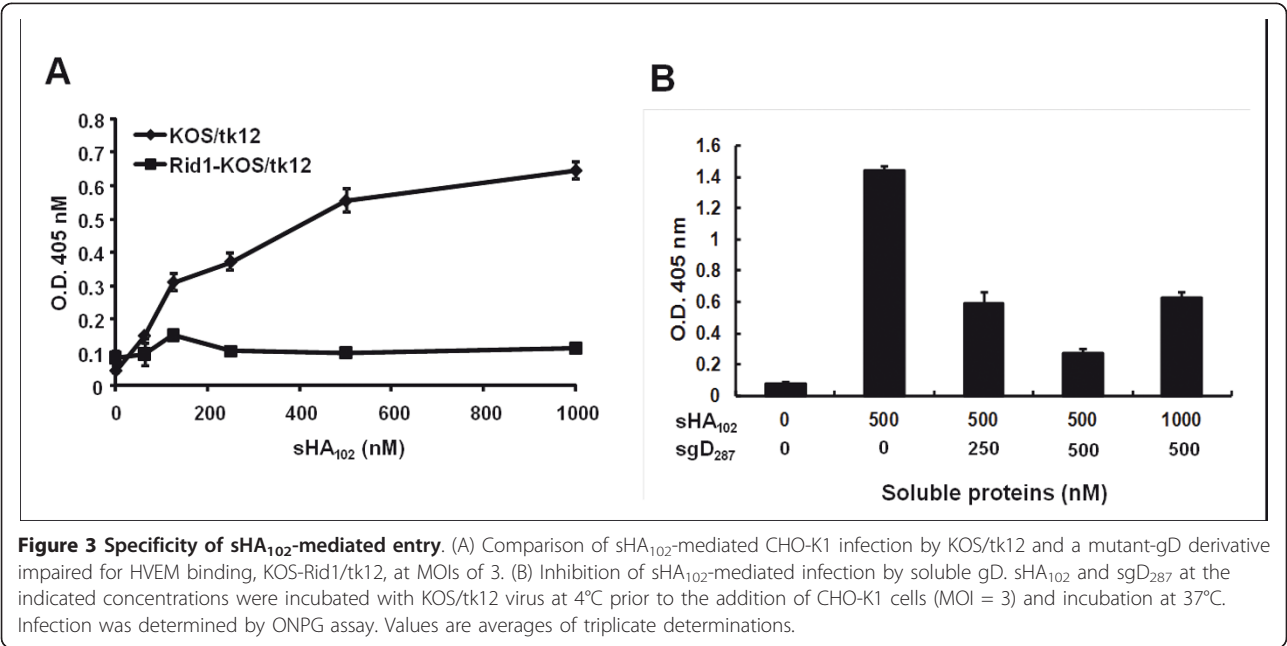 A
0.8
0.7
0.6
0.5
0.4
0.3
0.2
0.1
0
O.D. 405 nM
KOS/tk12
Rid1-KOS/tk12
0 200 400 600 800 1000
sHA₁₀₂ (nM)
B
1.6
1.4
1.2
1
0.8
0.6
0.4
0.2
0
O.D. 405 nm
sHA₁₀₂ 0 500 500 500 1000
sgD₂₈₇ 0 0 250 500 500
Soluble proteins (nM)
Figure 3 Specificity of sHA₁₀₂-mediated entry. (A) Comparison of sHA₁₀₂-mediated CHO-K1 infection by KOS/tk12 and a mutant-gD derivative
impaired for HVEM binding, KOS-Rid1/tk12, at MOIs of 3. (B) Inhibition of sHA₁₀₂-mediated infection by soluble gD. sHA₁₀₂ and sgD₂₈₇ at the
indicated concentrations were incubated with KOS/tk12 virus at 4°C prior to the addition of CHO-K1 cells (MOI = 3) and incubation at 37°C.
Infection was determined by ONPG assay. Values are averages of triplicate determinations.